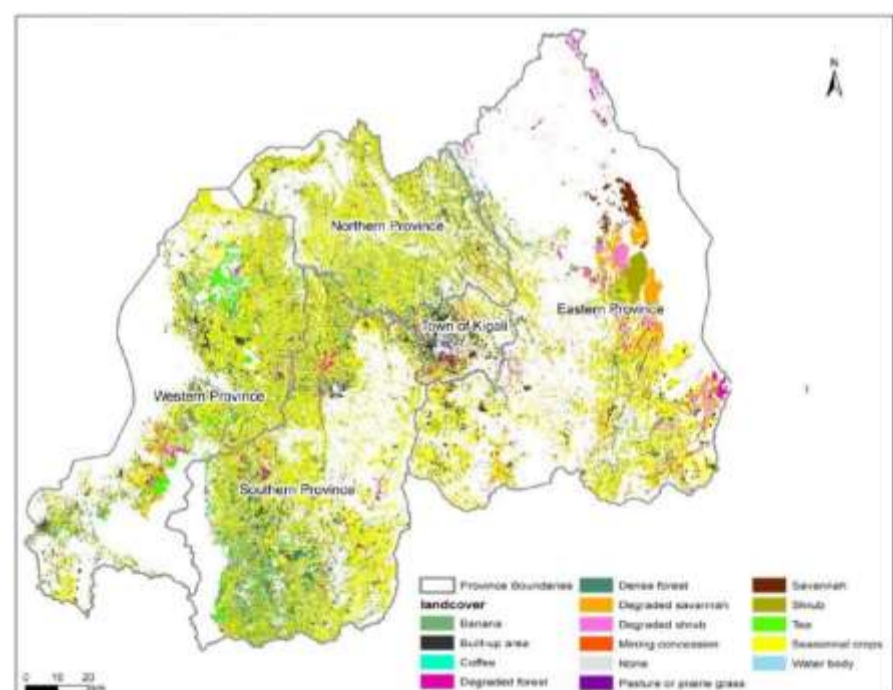 N
Northern Province
Town of Kigali
Eastern Province
Western Province
Southern Province
Province Boundaries
landcover
Banana
Built-up area
Coffee
Degraded forest
Dense forest
Degraded savannah
Degraded shrub
Mining concession
None
Pasture or prairie grass
Savannah
Shrub
Tea
Seasonnal crops
Water body
0 10 20